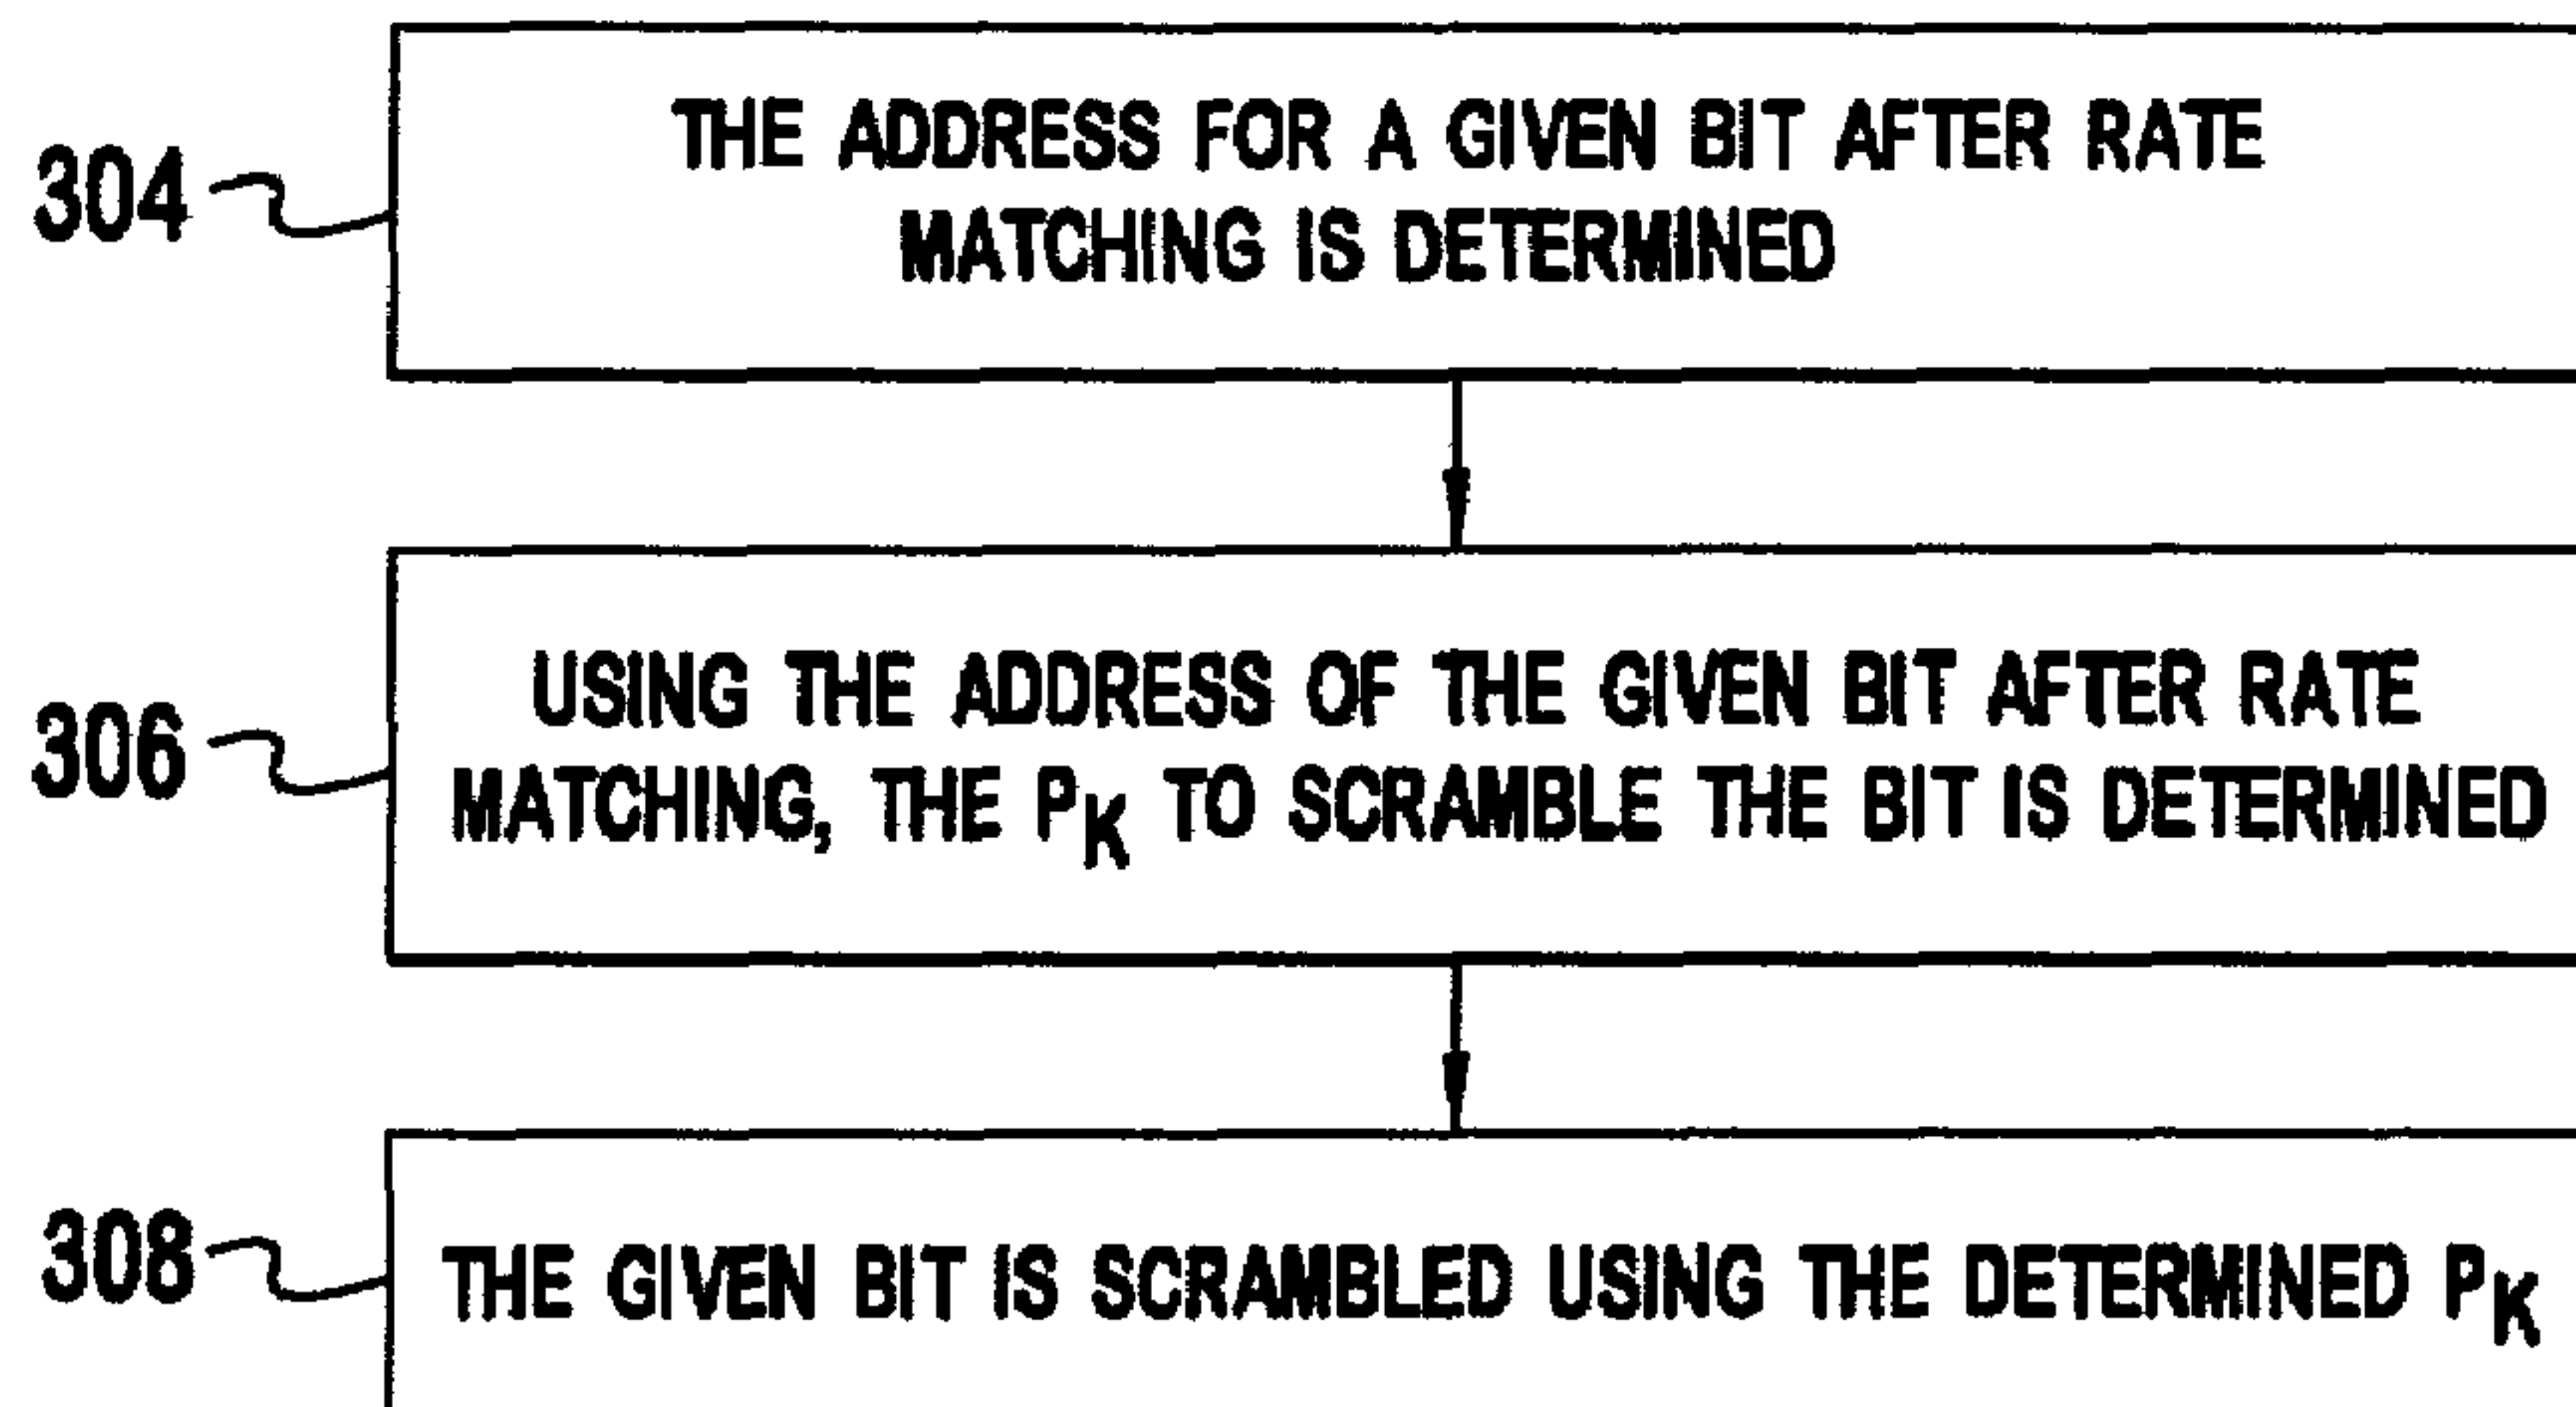 304
THE ADDRESS FOR A GIVEN BIT AFTER RATE
MATCHING IS DETERMINED
306
USING THE ADDRESS OF THE GIVEN BIT AFTER RATE
MATCHING, THE PK TO SCRAMBLE THE BIT IS DETERMINED
308
THE GIVEN BIT IS SCRAMBLED USING THE DETERMINED PK